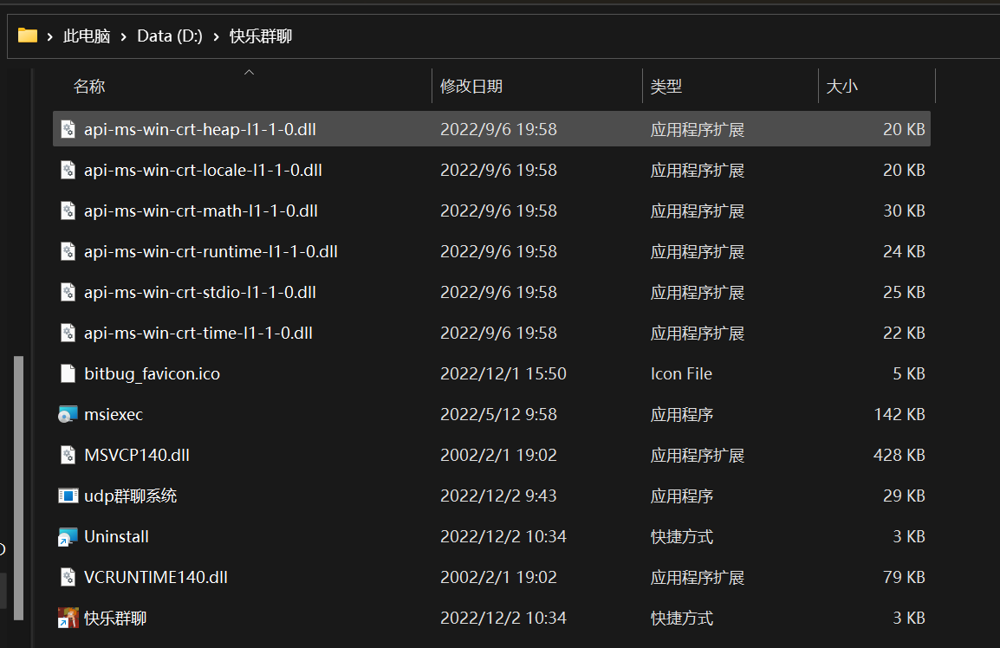 此电脑 › Data (D:) › 快乐群聊
名称 修改日期 类型 大小
api-ms-win-crt-heap-l1-1-0.dll 2022/9/6 19:58 应用程序扩展 20 KB
api-ms-win-crt-locale-l1-1-0.dll 2022/9/6 19:58 应用程序扩展 20 KB
api-ms-win-crt-math-l1-1-0.dll 2022/9/6 19:58 应用程序扩展 30 KB
api-ms-win-crt-runtime-l1-1-0.dll 2022/9/6 19:58 应用程序扩展 24 KB
api-ms-win-crt-stdio-l1-1-0.dll 2022/9/6 19:58 应用程序扩展 25 KB
api-ms-win-crt-time-l1-1-0.dll 2022/9/6 19:58 应用程序扩展 22 KB
bitbug_favicon.ico 2022/12/1 15:50 Icon File 5 KB
msiexec 2022/5/12 9:58 应用程序 142 KB
MSVCP140.dll 2002/2/1 19:02 应用程序扩展 428 KB
udp群聊系统 2022/12/2 9:43 应用程序 29 KB
Uninstall 2022/12/2 10:34 快捷方式 3 KB
VCRUNTIME140.dll 2002/2/1 19:02 应用程序扩展 79 KB
快乐群聊 2022/12/2 10:34 快捷方式 3 KB